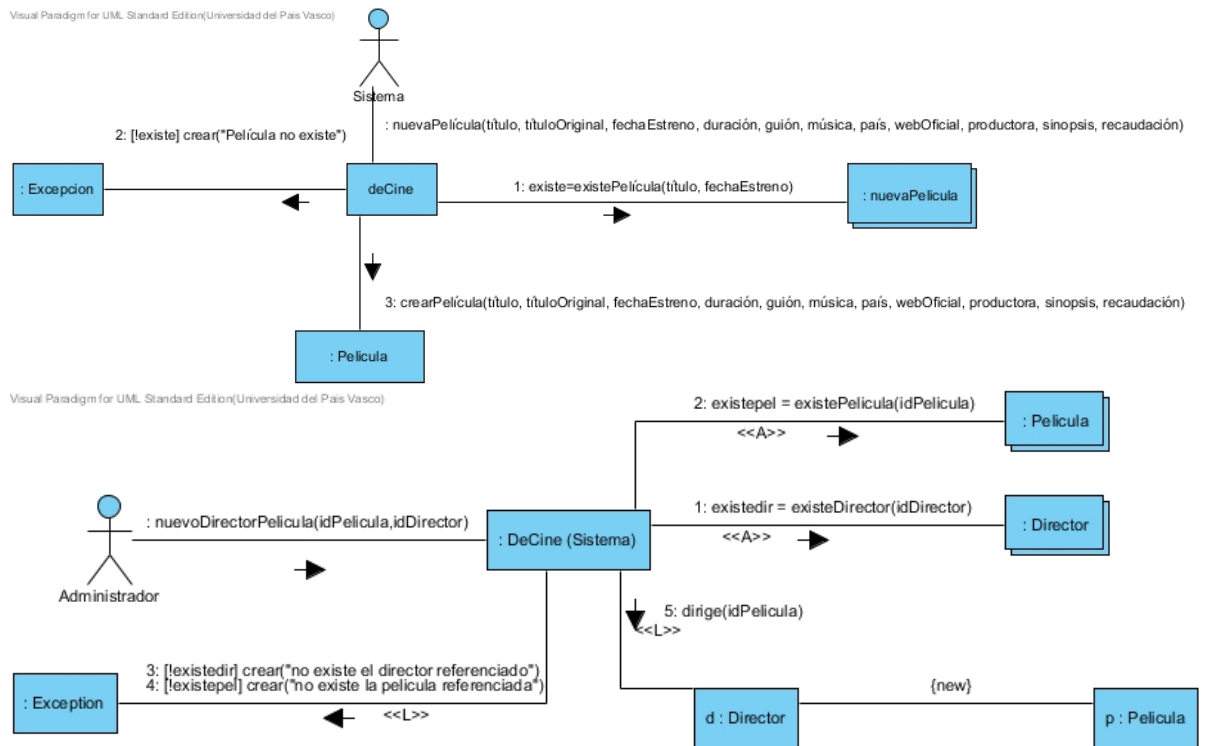 Visual Paradigm for UML Standard Edition(Universidad del Pais Vasco)
Sistema
2: [!existe] crear("Película no existe")
: nuevaPelícula(título, títuloOriginal, fechaEstreno, duración, guión, música, país, webOficial, productora, sinopsis, recaudación)
: Excepcion
deCine
1: existe=existePelícula(título, fechaEstreno)
: nuevaPelicula
3: crearPelícula(título, títuloOriginal, fechaEstreno, duración, guión, música, país, webOficial, productora, sinopsis, recaudación)
: Pelicula
Visual Paradigm for UML Standard Edition(Universidad del Pais Vasco)
2: existepel = existePelicula(idPelicula)
<<A>>
: Pelicula
: nuevoDirectorPelicula(idPelicula,idDirector)
Administrador
: DeCine (Sistema)
1: existedir = existeDirector(idDirector)
<<A>>
: Director
5: dirige(idPelicula)
<<L>>
3: [!existedir] crear("no existe el director referenciado")
4: [!existepel] crear("no existe la pelicula referenciada")
<<L>>
: Exception
d : Director
{new}
p : Pelicula